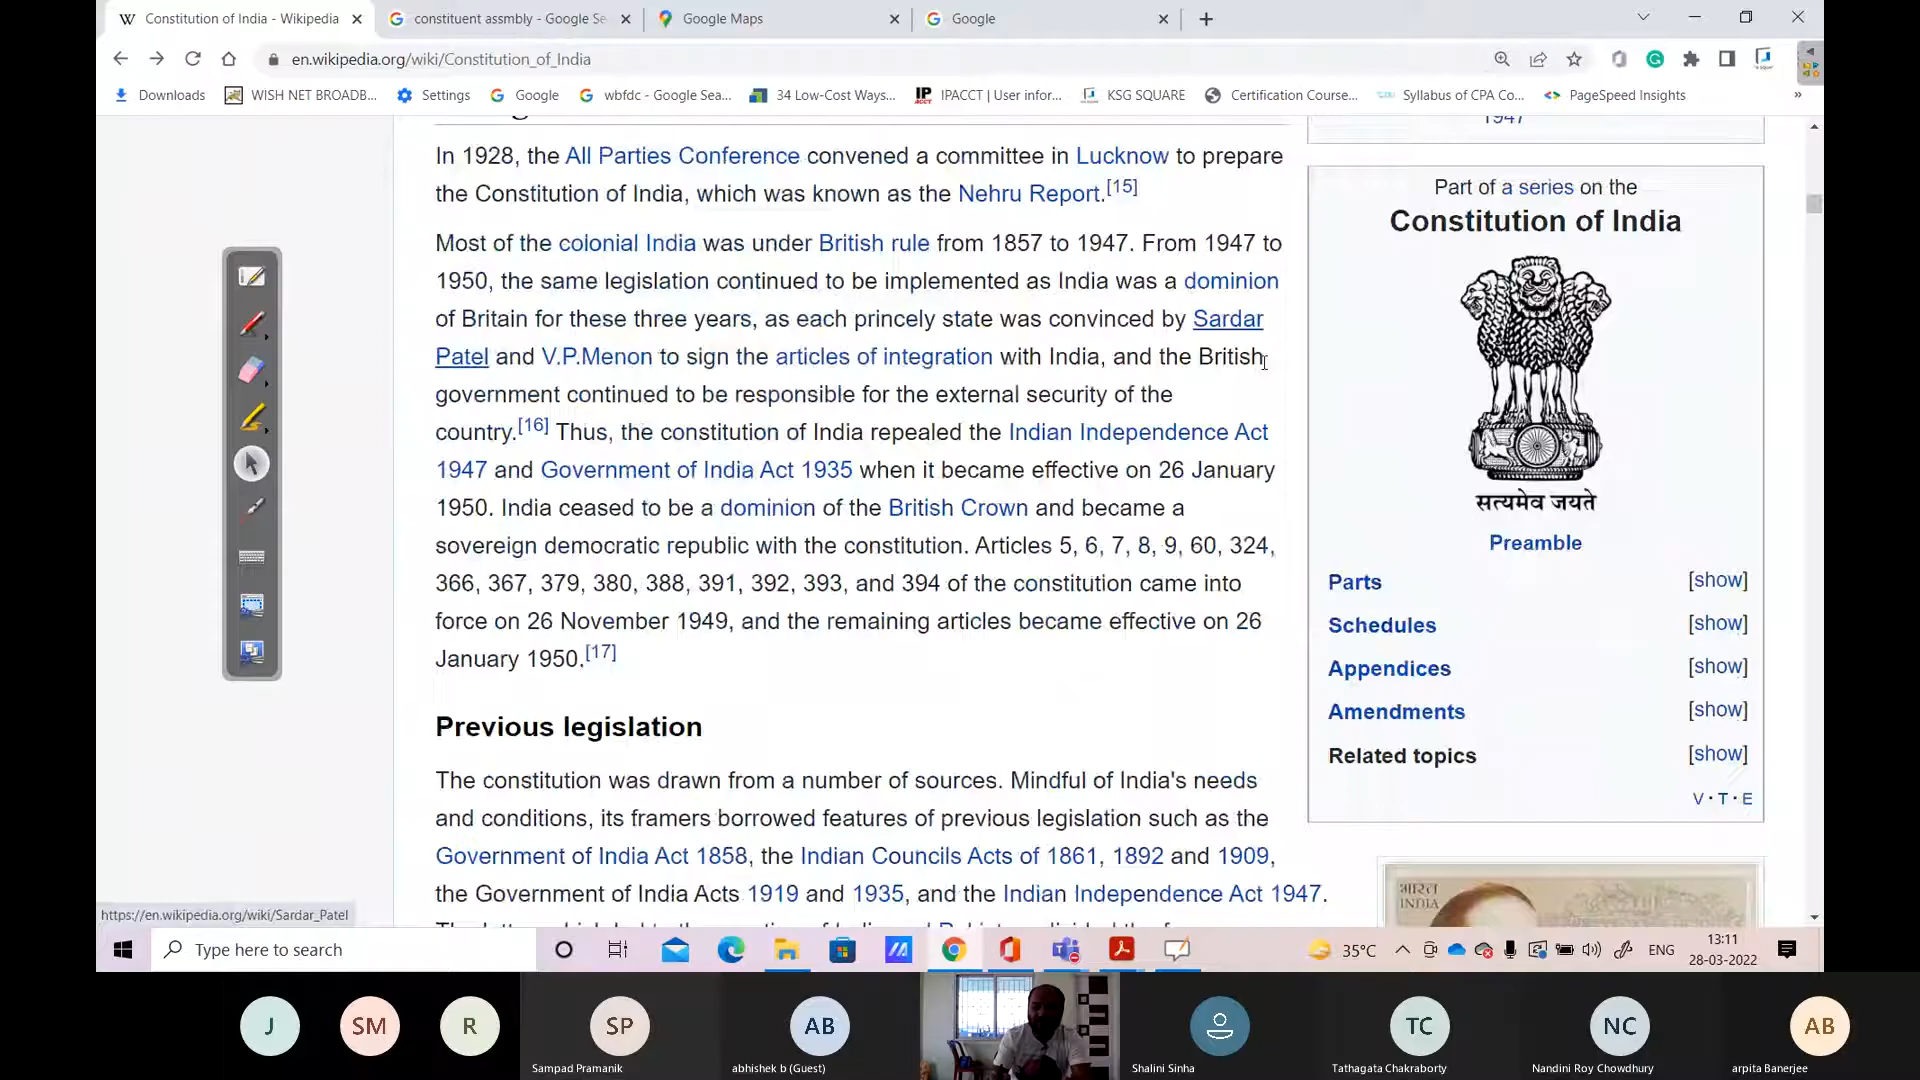 Constitution of India - Wikipedia
constituent assmbly - Google Se
Google Maps
Google
en.wikipedia.org/wiki/Constitution_of_India
Downloads
WISH NET BROADB...
Settings
Google
wbfdc - Google Sea...
34 Low-Cost Ways...
IPACCT | User infor...
KSG SQUARE
Certification Course...
Syllabus of CPA Co...
PageSpeed Insights
»
In 1928, the All Parties Conference convened a committee in Lucknow to prepare
the Constitution of India, which was known as the Nehru Report.[15]
Most of the colonial India was under British rule from 1857 to 1947. From 1947 to
1950, the same legislation continued to be implemented as India was a dominion
of Britain for these three years, as each princely state was convinced by Sardar
Patel and V.P.Menon to sign the articles of integration with India, and the British
government continued to be responsible for the external security of the
country.[16] Thus, the constitution of India repealed the Indian Independence Act
1947 and Government of India Act 1935 when it became effective on 26 January
1950. India ceased to be a dominion of the British Crown and became a
sovereign democratic republic with the constitution. Articles 5, 6, 7, 8, 9, 60, 324,
366, 367, 379, 380, 388, 391, 392, 393, and 394 of the constitution came into
force on 26 November 1949, and the remaining articles became effective on 26
January 1950.[17]
Previous legislation
The constitution was drawn from a number of sources. Mindful of India's needs
and conditions, its framers borrowed features of previous legislation such as the
Government of India Act 1858, the Indian Councils Acts of 1861, 1892 and 1909,
the Government of India Acts 1919 and 1935, and the Indian Independence Act 1947.
1947
Part of a series on the
Constitution of India
सत्यमेव जयते
Preamble
Parts [show]
Schedules [show]
Appendices [show]
Amendments [show]
Related topics [show]
V · T · E
भारत
INDIA
https://en.wikipedia.org/wiki/Sardar_Patel
Type here to search
35°C
ENG
13:11
28-03-2022
J
SM
R
SP
Sampad Pramanik
AB
abhishek b (Guest)
Shalini Sinha
TC
Tathagata Chakraborty
NC
Nandini Roy Chowdhury
AB
arpita Banerjee